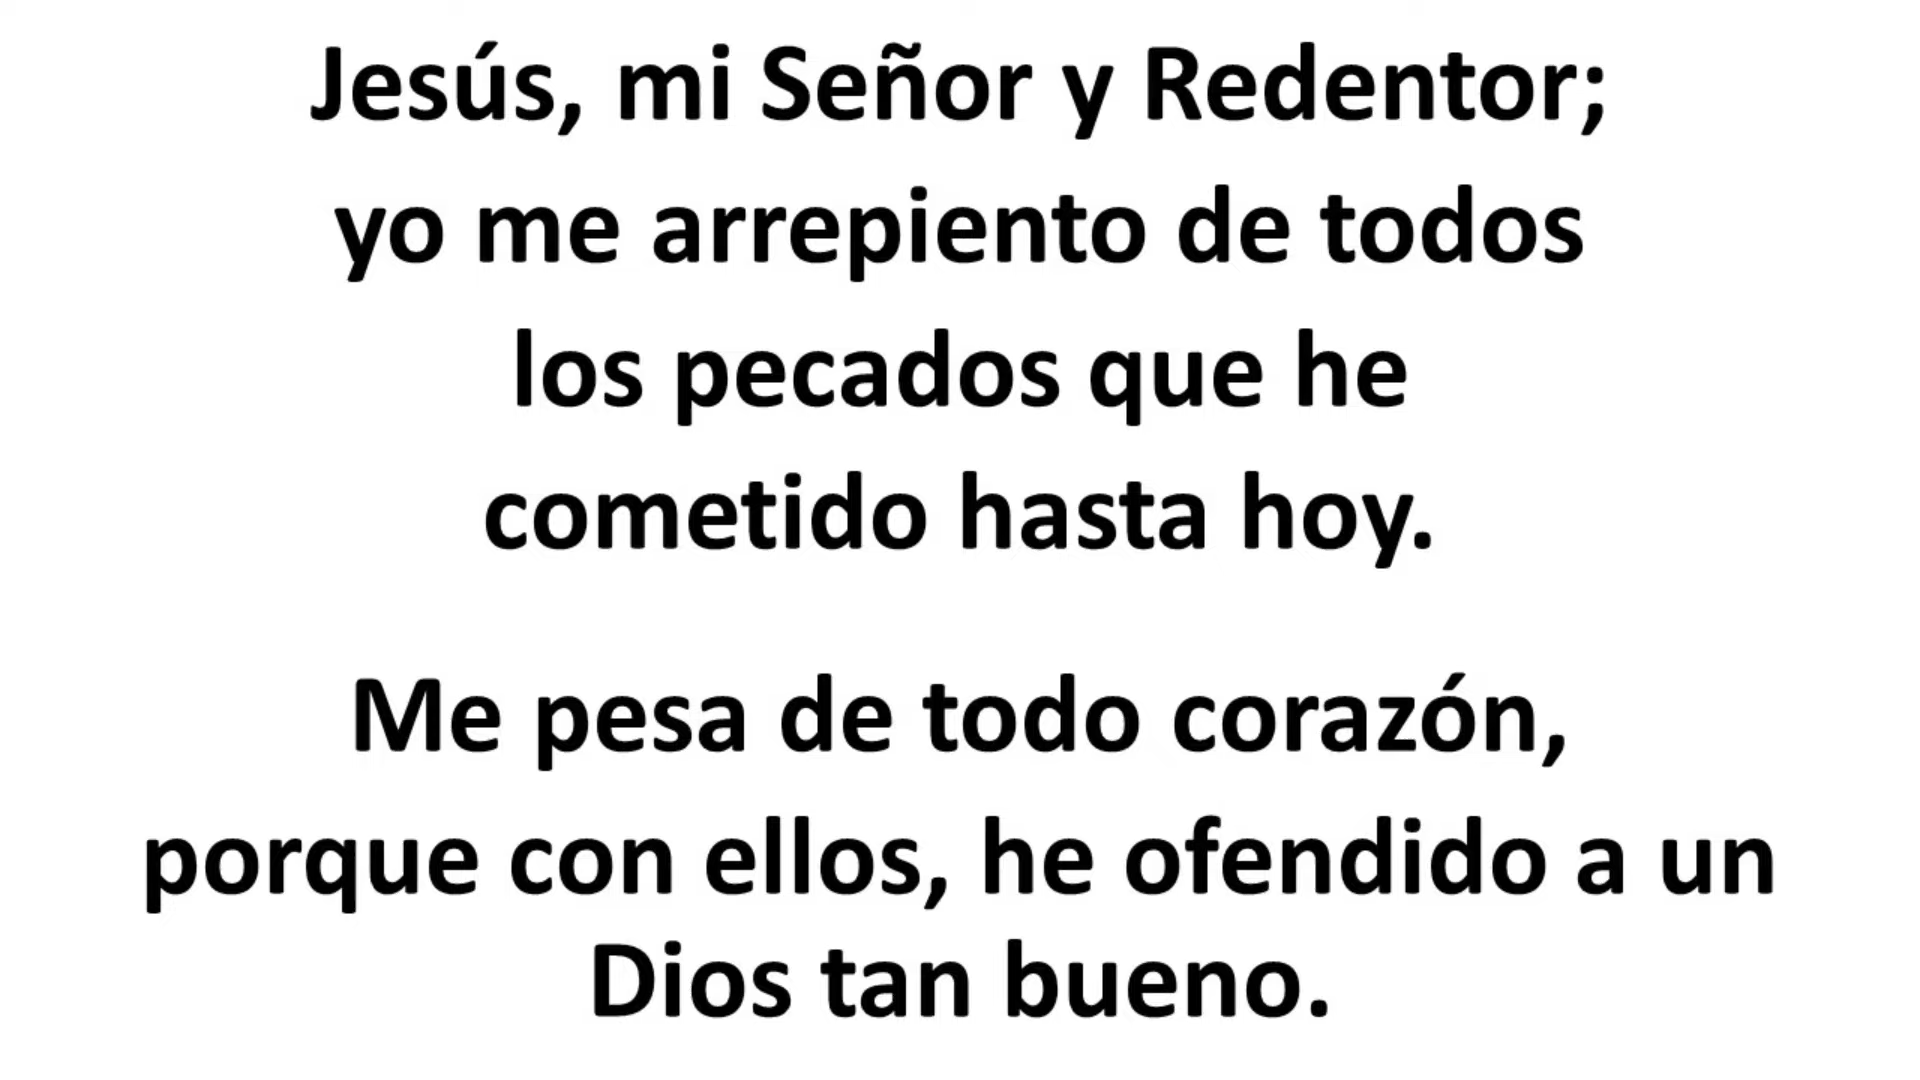 Jesús, mi Señor y Redentor;
yo me arrepiento de todos
los pecados que he
cometido hasta hoy.
Me pesa de todo corazón,
porque con ellos, he ofendido a un
Dios tan bueno.